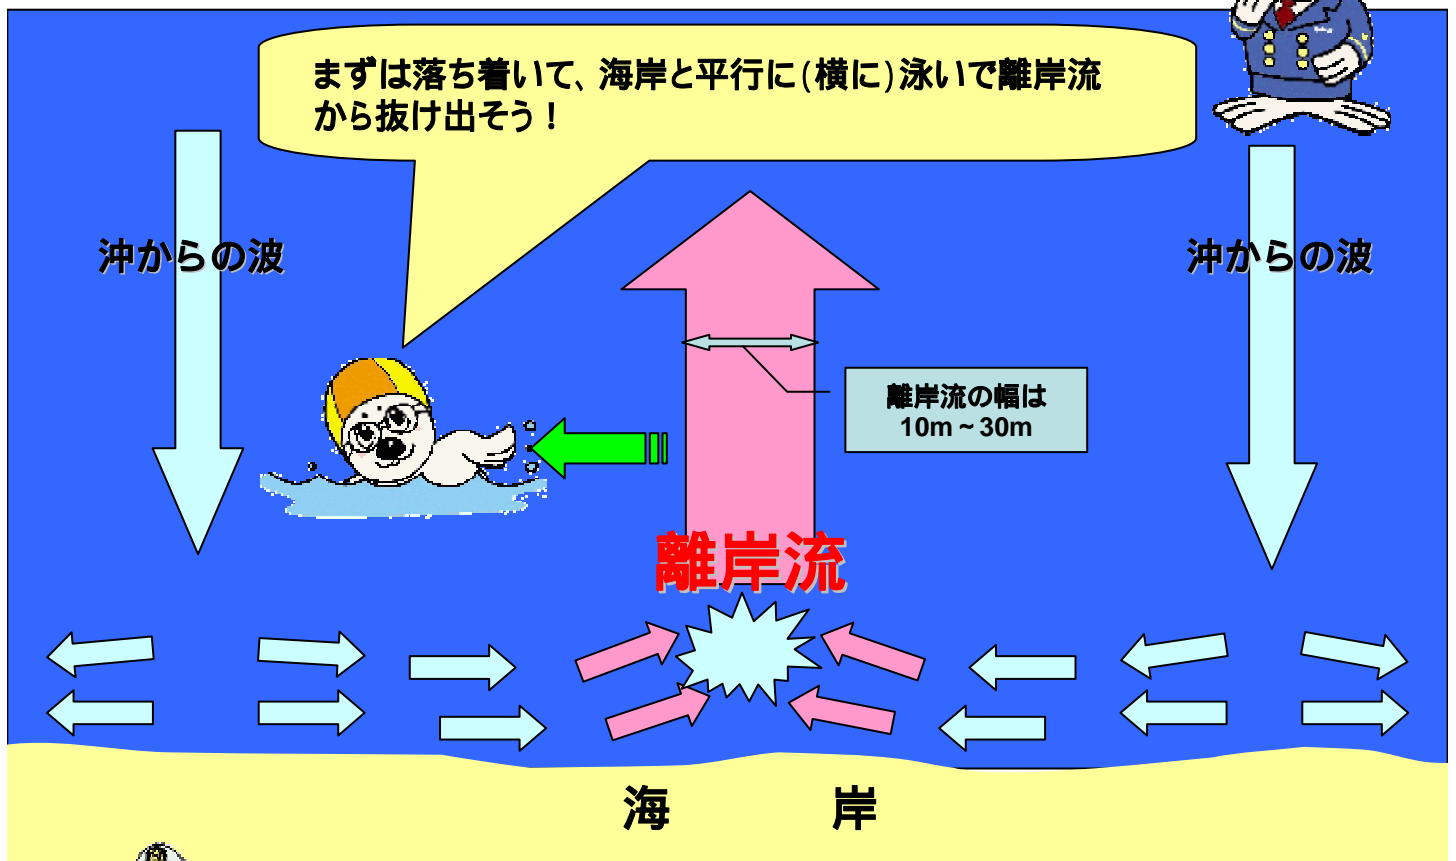 まずは落ち着いて、海岸と平行に(横に)泳いで離岸流
から抜け出そう!
沖からの波
沖からの波
離岸流の幅は
10m~30m
離岸流
海 岸